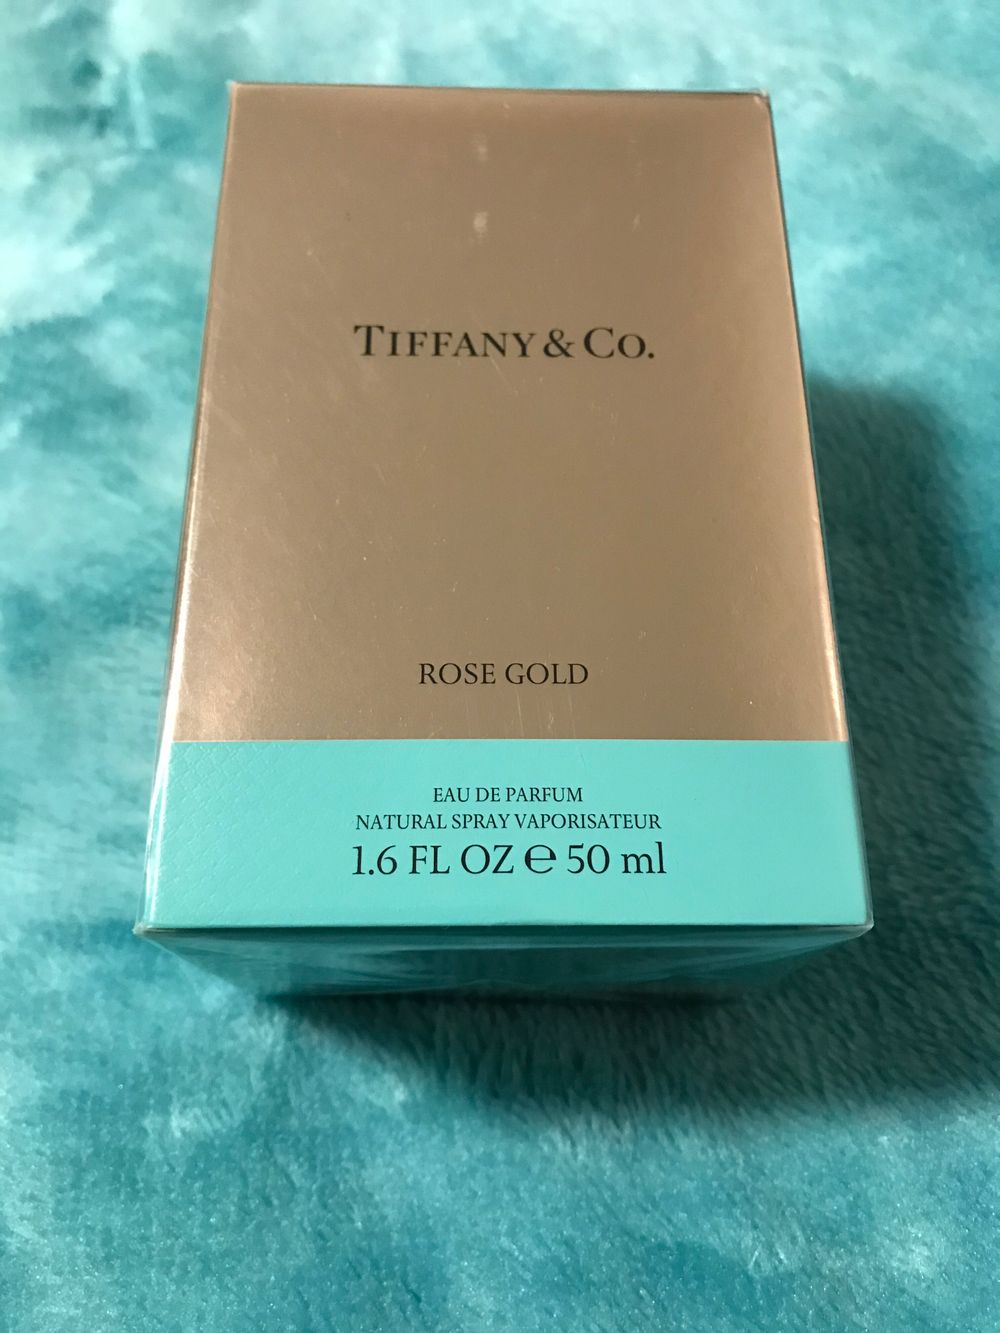 TIFFANY & CO.
ROSE GOLD
EAU DE PARFUM
NATURAL SPRAY VAPORISATEUR
1.6 FL OZ ℮ 50 ml